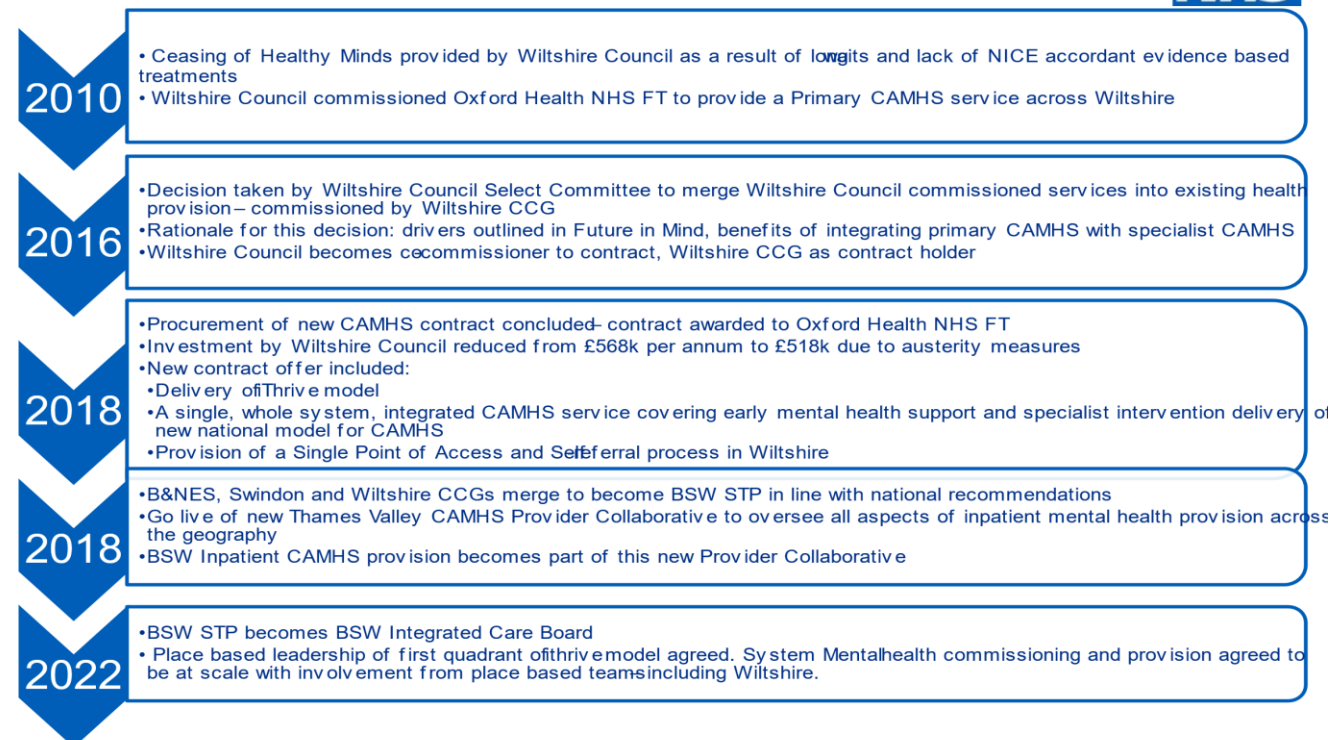 NHS
2010
• Ceasing of Healthy Minds provided by Wiltshire Council as a result of long waits and lack of NICE accordant evidence based
treatments
• Wiltshire Council commissioned Oxford Health NHS FT to provide a Primary CAMHS service across Wiltshire
2016
•Decision taken by Wiltshire Council Select Committee to merge Wiltshire Council commissioned services into existing health
provision – commissioned by Wiltshire CCG
•Rationale for this decision: drivers outlined in Future in Mind, benefits of integrating primary CAMHS with specialist CAMHS
•Wiltshire Council becomes co-commissioner to contract, Wiltshire CCG as contract holder
2018
•Procurement of new CAMHS contract concluded – contract awarded to Oxford Health NHS FT
•Investment by Wiltshire Council reduced from £568k per annum to £518k due to austerity measures
•New contract offer included:
•Delivery of iThrive model
•A single, whole system, integrated CAMHS service covering early mental health support and specialist intervention delivery of
new national model for CAMHS
•Provision of a Single Point of Access and Self-referral process in Wiltshire
2018
•B&NES, Swindon and Wiltshire CCGs merge to become BSW STP in line with national recommendations
•Go live of new Thames Valley CAMHS Provider Collaborative to oversee all aspects of inpatient mental health provision across
the geography
•BSW Inpatient CAMHS provision becomes part of this new Provider Collaborative
2022
•BSW STP becomes BSW Integrated Care Board
• Place based leadership of first quadrant of ithrive model agreed. System Mental health commissioning and provision agreed to
be at scale with involvement from place based teams – including Wiltshire.